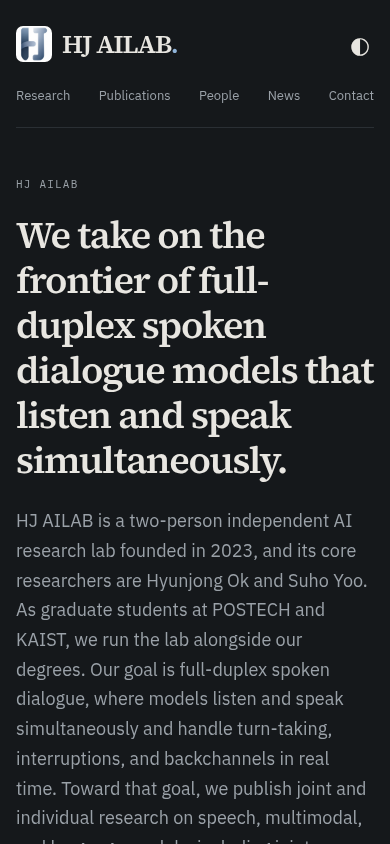 HJ AILAB.
Research Publications People News Contact
HJ AILAB
We take on the
frontier of full-
duplex spoken
dialogue models that
listen and speak
simultaneously.
HJ AILAB is a two-person independent AI
research lab founded in 2023, and its core
researchers are Hyunjong Ok and Suho Yoo.
As graduate students at POSTECH and
KAIST, we run the lab alongside our
degrees. Our goal is full-duplex spoken
dialogue, where models listen and speak
simultaneously and handle turn-taking,
interruptions, and backchannels in real
time. Toward that goal, we publish joint and
individual research on speech, multimodal,